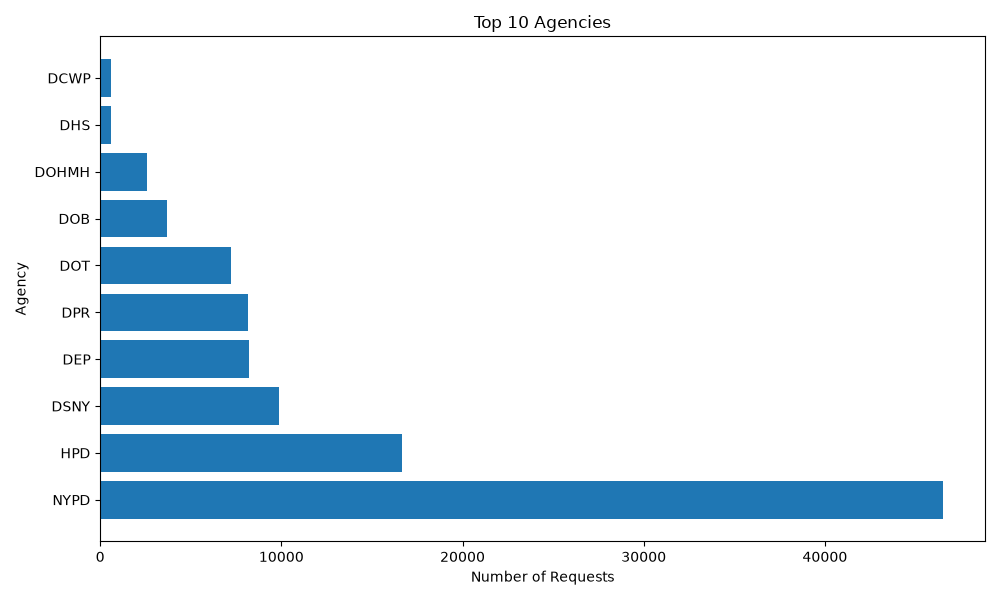 Top 10 Agencies
Agency
DCWP
DHS
DOHMH
DOB
DOT
DPR
DEP
DSNY
HPD
NYPD
0 10000 20000 30000 40000
Number of Requests